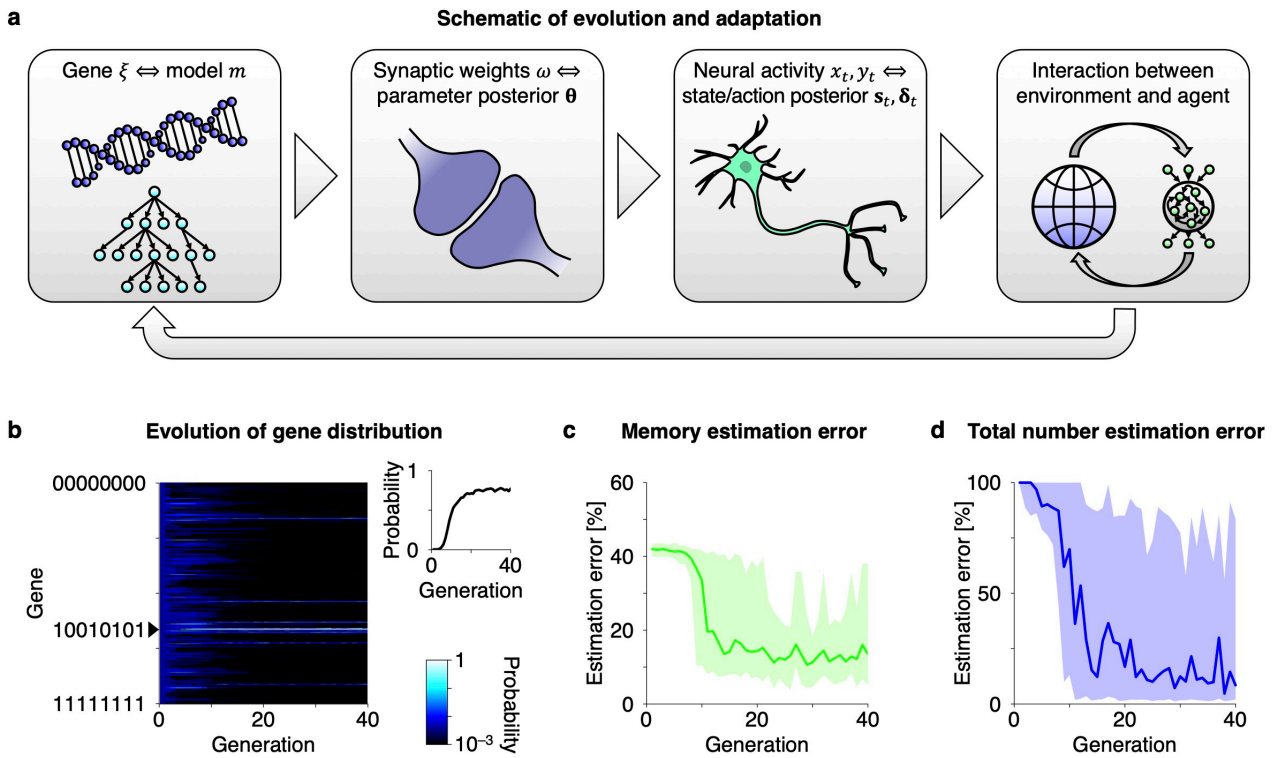 a
Schematic of evolution and adaptation
Gene ξ ⇔ model m
Synaptic weights ω ⇔
parameter posterior θ
Neural activity x_t, y_t ⇔
state/action posterior s_t, δ_t
Interaction between
environment and agent
b
Evolution of gene distribution
00000000
Gene
10010101
11111111
0
20
40
Generation
Probability
1
0
0
40
Generation
1
10⁻³
Probability
c
Memory estimation error
Estimation error [%]
60
40
20
0
0
20
40
Generation
d
Total number estimation error
Estimation error [%]
100
50
0
0
20
40
Generation